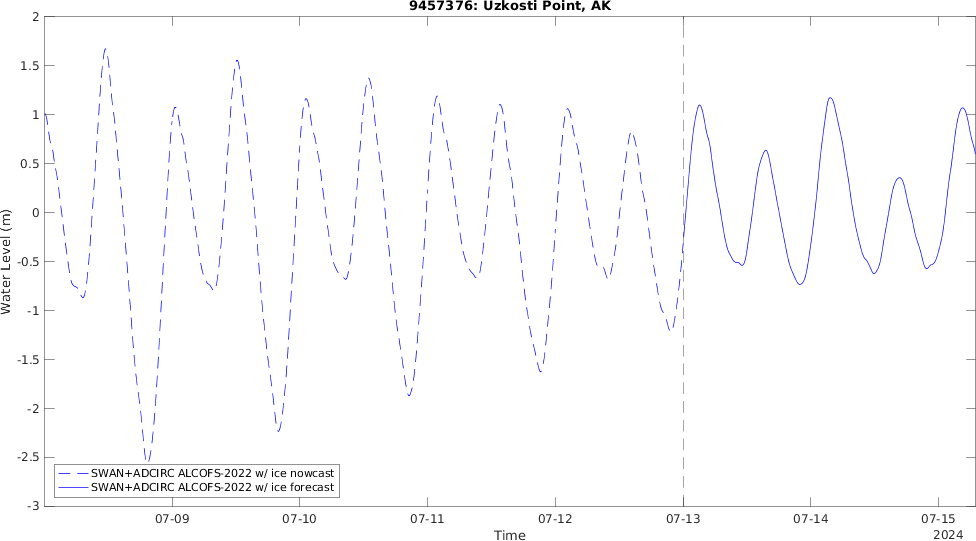 9457376: Uzkosti Point, AK
2
1.5
1
0.5
0
-0.5
-1
-1.5
-2
-2.5
-3
Water Level (m)
SWAN+ADCIRC ALCOFS-2022 w/ ice nowcast
SWAN+ADCIRC ALCOFS-2022 w/ ice forecast
07-09 07-10 07-11 07-12 07-13 07-14 07-15
Time
2024